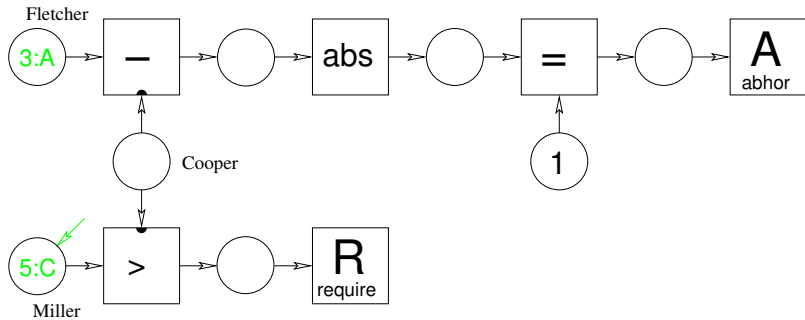 Fletcher
3:A
−
abs
=
A
abhor
Cooper
1
5:C
>
R
require
Miller